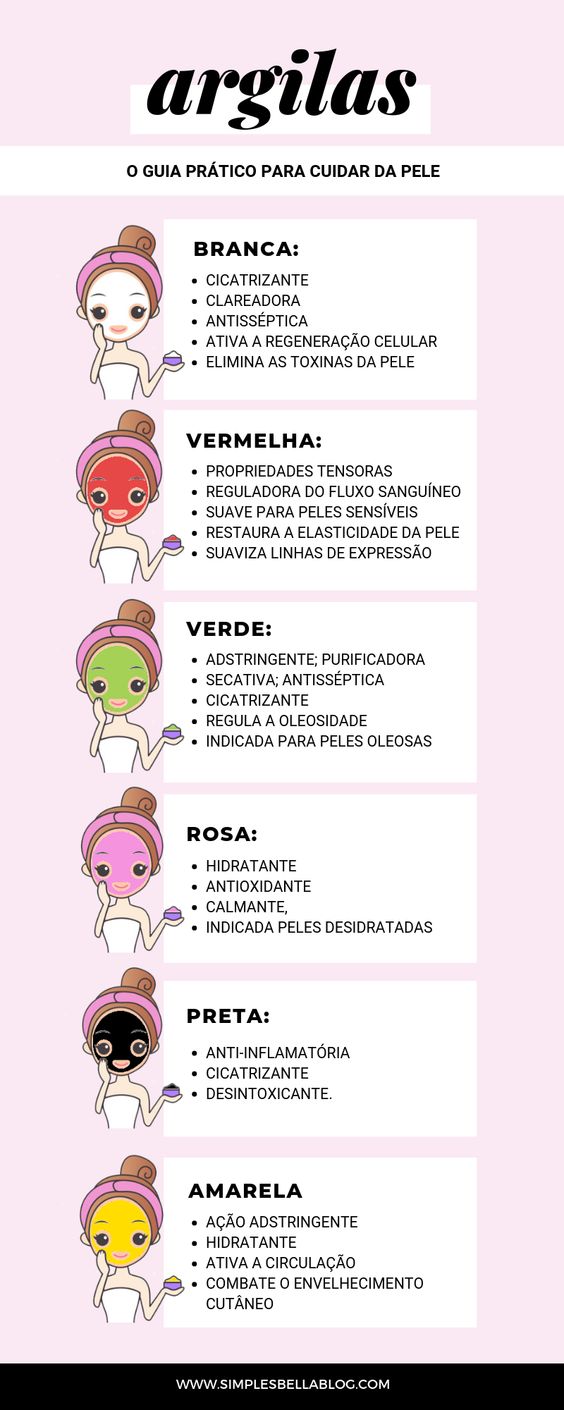 argilas
O GUIA PRÁTICO PARA CUIDAR DA PELE
BRANCA:
• CICATRIZANTE
• CLAREADORA
• ANTISSÉPTICA
• ATIVA A REGENERAÇÃO CELULAR
• ELIMINA AS TOXINAS DA PELE
VERMELHA:
• PROPRIEDADES TENSORAS
• REGULADORA DO FLUXO SANGUÍNEO
• SUAVE PARA PELES SENSÍVEIS
• RESTAURA A ELASTICIDADE DA PELE
• SUAVIZA LINHAS DE EXPRESSÃO
VERDE:
• ADSTRINGENTE; PURIFICADORA
• SECATIVA; ANTISSÉPTICA
• CICATRIZANTE
• REGULA A OLEOSIDADE
• INDICADA PARA PELES OLEOSAS
ROSA:
• HIDRATANTE
• ANTIOXIDANTE
• CALMANTE,
• INDICADA PELES DESIDRATADAS
PRETA:
• ANTI-INFLAMATÓRIA
• CICATRIZANTE
• DESINTOXICANTE.
AMARELA
• AÇÃO ADSTRINGENTE
• HIDRATANTE
• ATIVA A CIRCULAÇÃO
• COMBATE O ENVELHECIMENTO
CUTÂNEO
WWW.SIMPLESBELLABLOG.COM